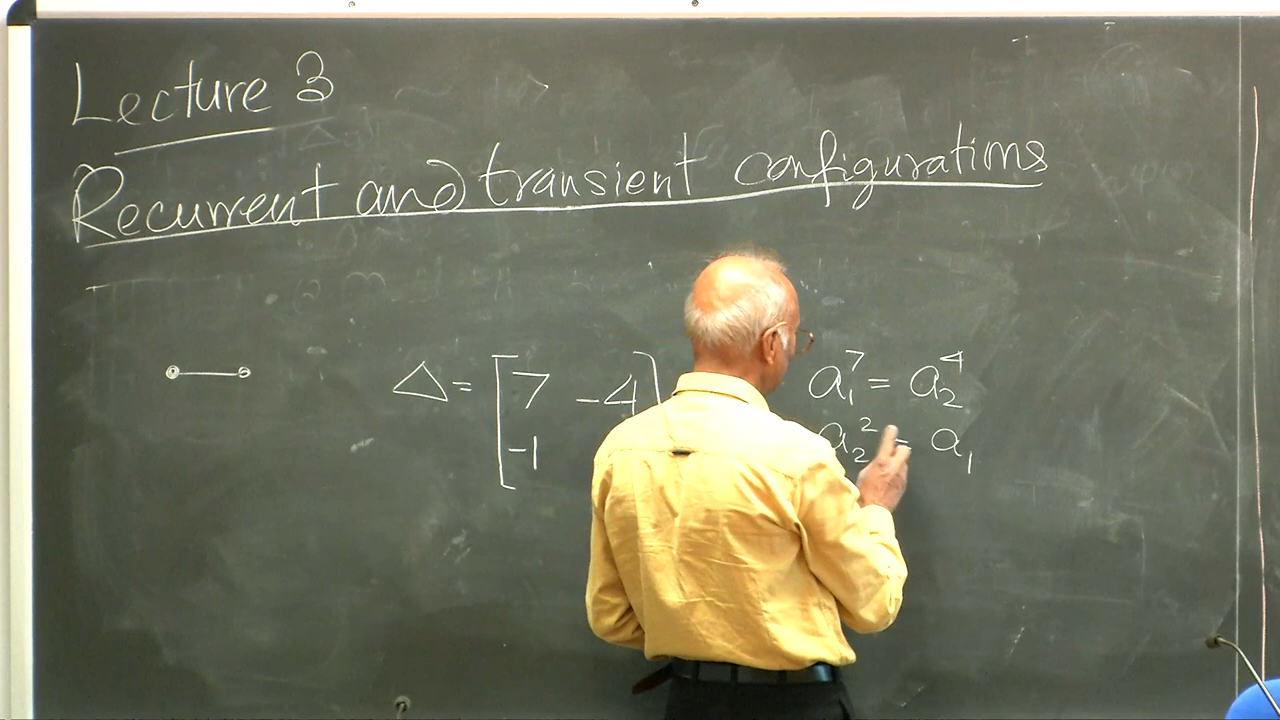 Lecture 3
Recurrent and transient configurations
Δ = [7 -4]
-1
a₁⁷ = a₂⁴
a₂² = a₁